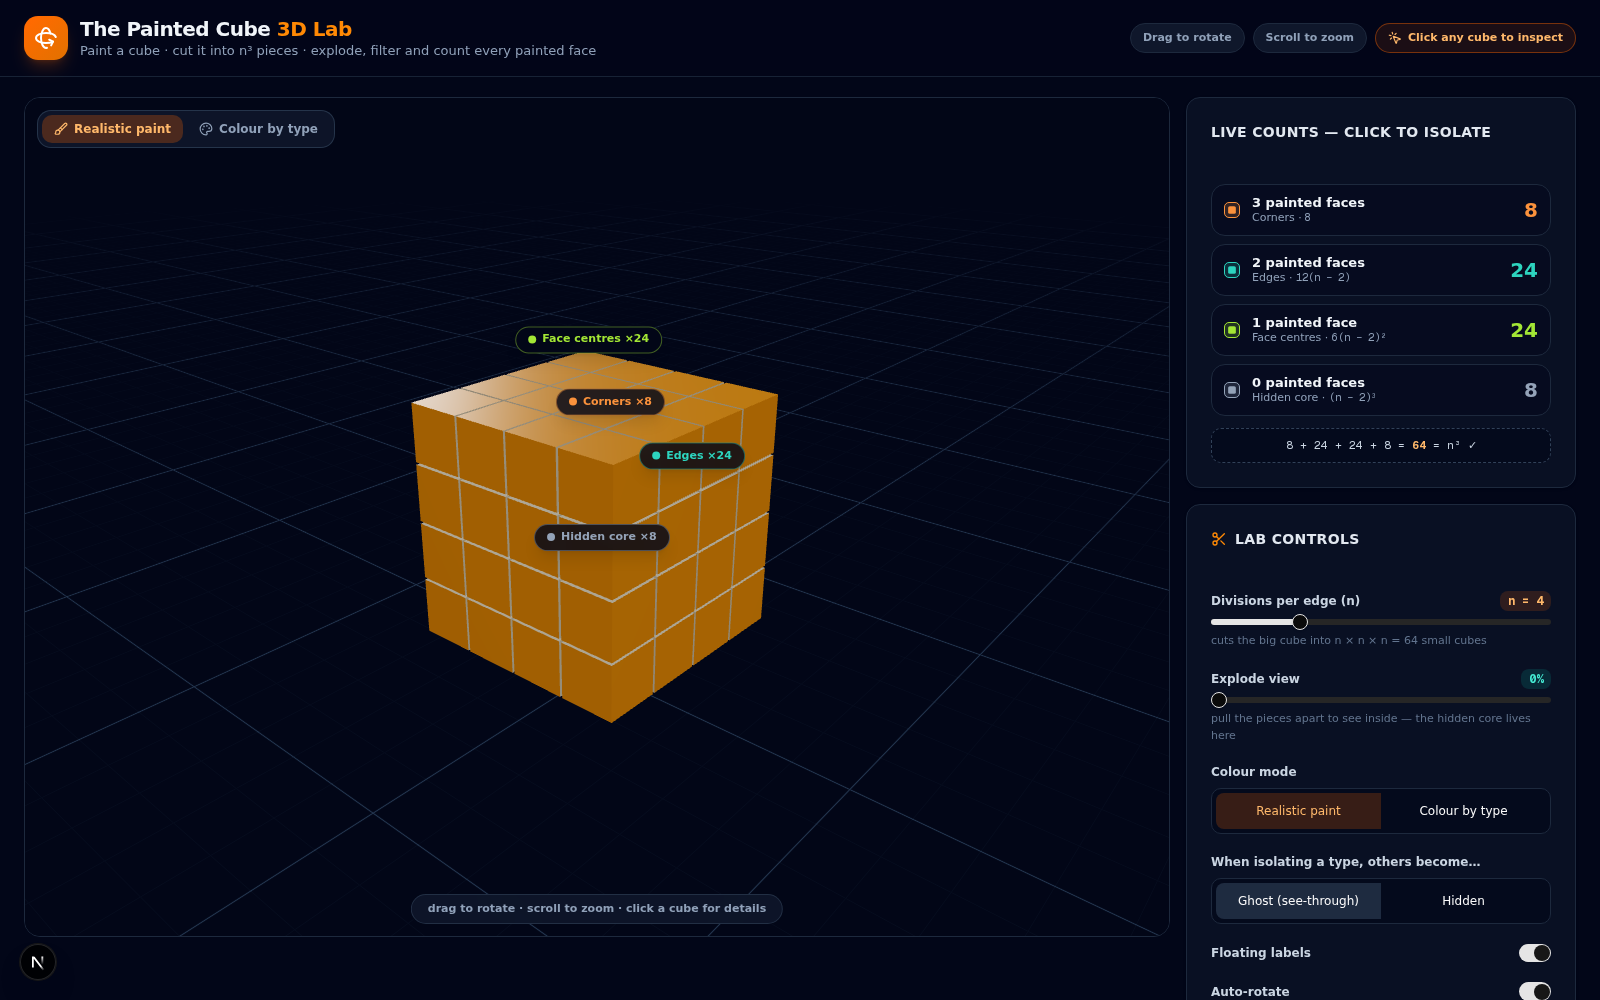 The Painted Cube 3D Lab
Paint a cube · cut it into n³ pieces · explode, filter and count every painted face
Drag to rotate
Scroll to zoom
Click any cube to inspect
Realistic paint
Colour by type
Face centres ×24
Corners ×8
Edges ×24
Hidden core ×8
drag to rotate · scroll to zoom · click a cube for details
N
LIVE COUNTS — CLICK TO ISOLATE
3 painted faces
Corners · 8
8
2 painted faces
Edges · 12(n − 2)
24
1 painted face
Face centres · 6(n − 2)²
24
0 painted faces
Hidden core · (n − 2)³
8
8 + 24 + 24 + 8 = 64 = n³ ✓
LAB CONTROLS
Divisions per edge (n)
n = 4
cuts the big cube into n × n × n = 64 small cubes
Explode view
0%
pull the pieces apart to see inside — the hidden core lives
here
Colour mode
Realistic paint
Colour by type
When isolating a type, others become…
Ghost (see-through)
Hidden
Floating labels
Auto-rotate